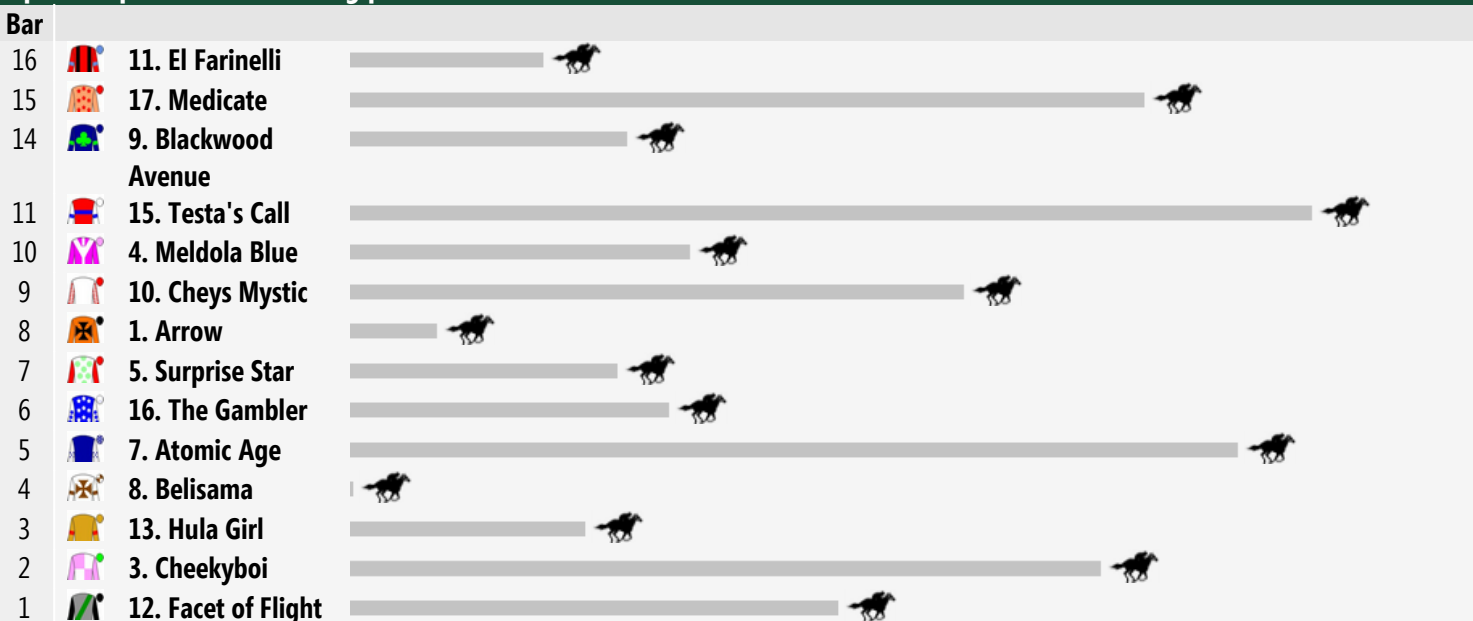 Bar
16 11. El Farinelli
15 17. Medicate
14 9. Blackwood
Avenue
11 15. Testa's Call
10 4. Meldola Blue
9 10. Cheys Mystic
8 1. Arrow
7 5. Surprise Star
6 16. The Gambler
5 7. Atomic Age
4 8. Belisama
3 13. Hula Girl
2 3. Cheekyboi
1 12. Facet of Flight